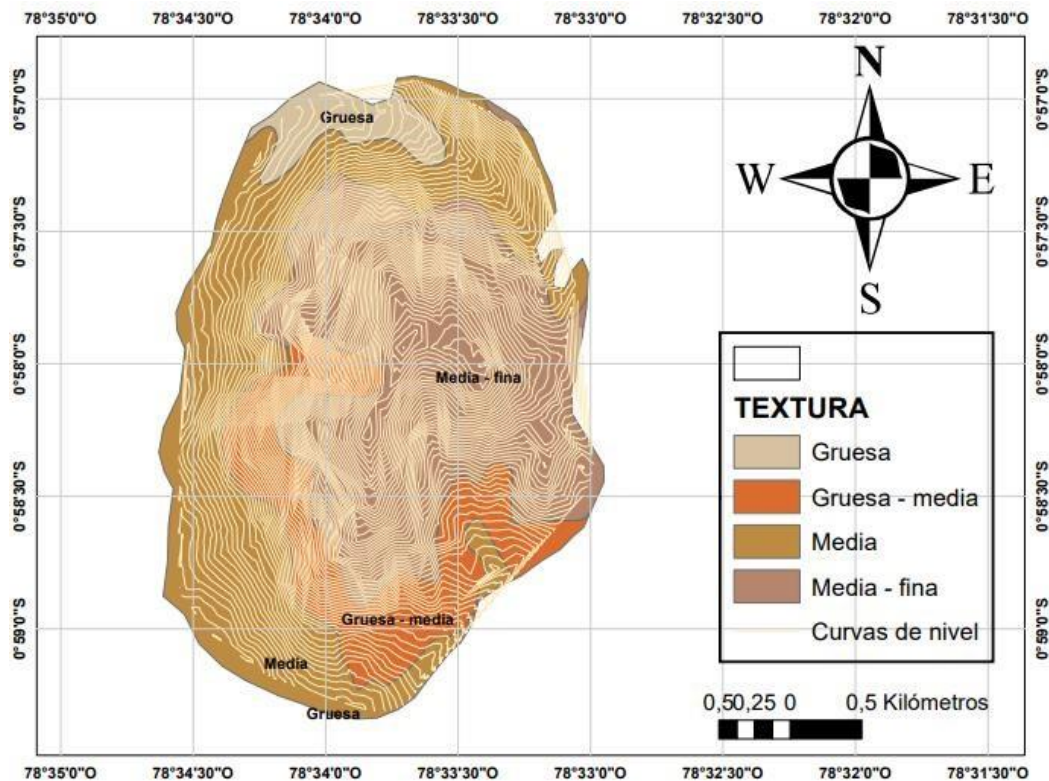 78°35'0"O 78°34'30"O 78°34'0"O 78°33'30"O 78°33'0"O 78°32'30"O 78°32'0"O 78°31'30"O
0°57'0"S
0°57'30"S
0°58'0"S
0°58'30"S
0°59'0"S
Gruesa
Media - fina
Gruesa - media
Media
Gruesa
N
W E
S
TEXTURA
Gruesa
Gruesa - media
Media
Media - fina
Curvas de nivel
0,50,25 0 0,5 Kilómetros
0°57'0"S
0°57'30"S
0°58'0"S
0°58'30"S
0°59'0"S
78°35'0"O 78°34'30"O 78°34'0"O 78°33'30"O 78°33'0"O 78°32'30"O 78°32'0"O 78°31'30"O